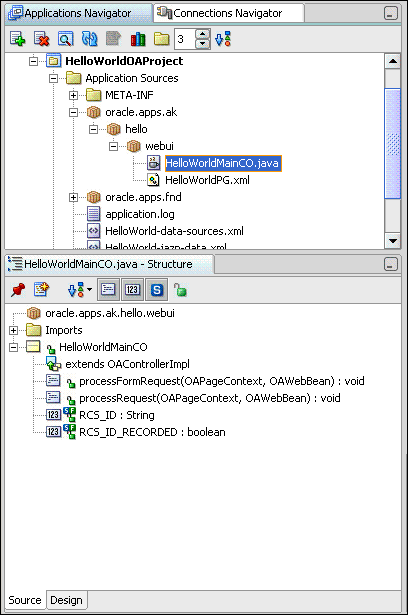 Applications Navigator Connections Navigator
3
HelloWorldOAProject
Application Sources
META-INF
oracle.apps.ak
hello
webui
HelloWorldMainCO.java
HelloWorldPG.xml
oracle.apps.fnd
application.log
HelloWorld-data-sources.xml
HelloWorld-jazn-data.xml
HelloWorldMainCO.java - Structure
oracle.apps.ak.hello.webui
Imports
HelloWorldMainCO
extends OAControllerImpl
processFormRequest(OAPageContext, OAWebBean) : void
processRequest(OAPageContext, OAWebBean) : void
RCS_ID : String
RCS_ID_RECORDED : boolean
Source Design